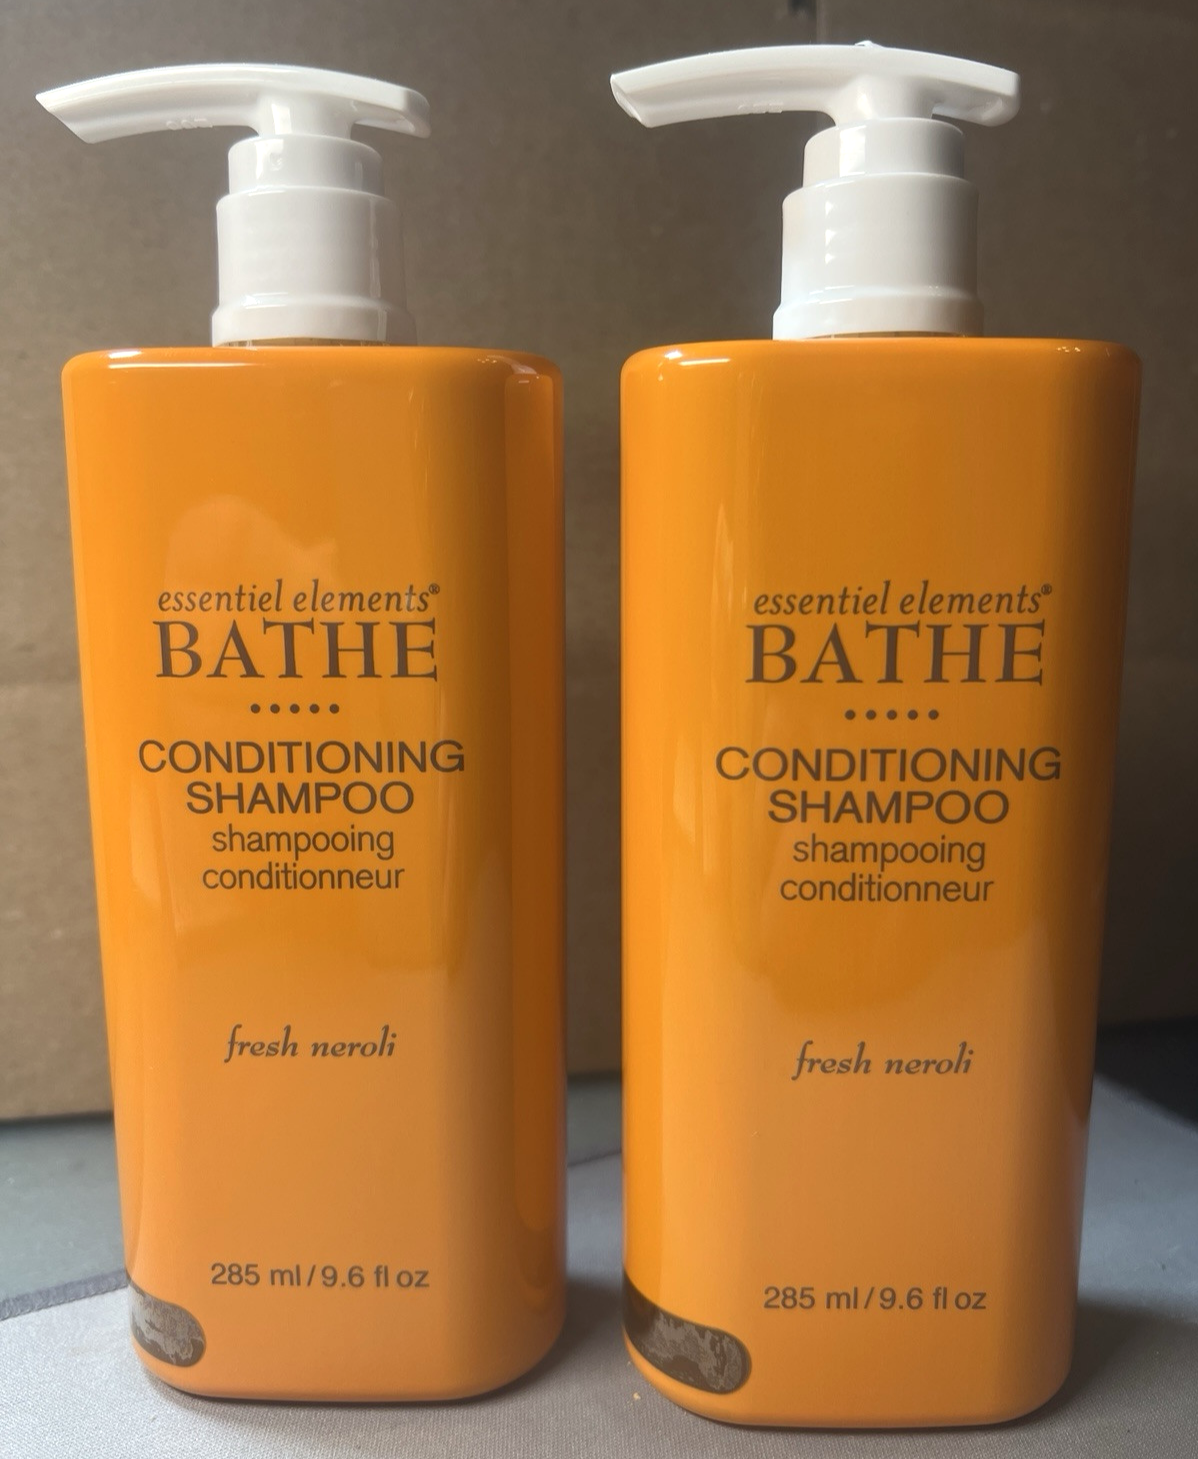 essentiel elements®
BATHE
CONDITIONING
SHAMPOO
shampooing
conditionneur
fresh neroli
285 ml/9.6 fl oz
essentiel elements®
BATHE
CONDITIONING
SHAMPOO
shampooing
conditionneur
fresh neroli
285 ml/9.6 fl oz